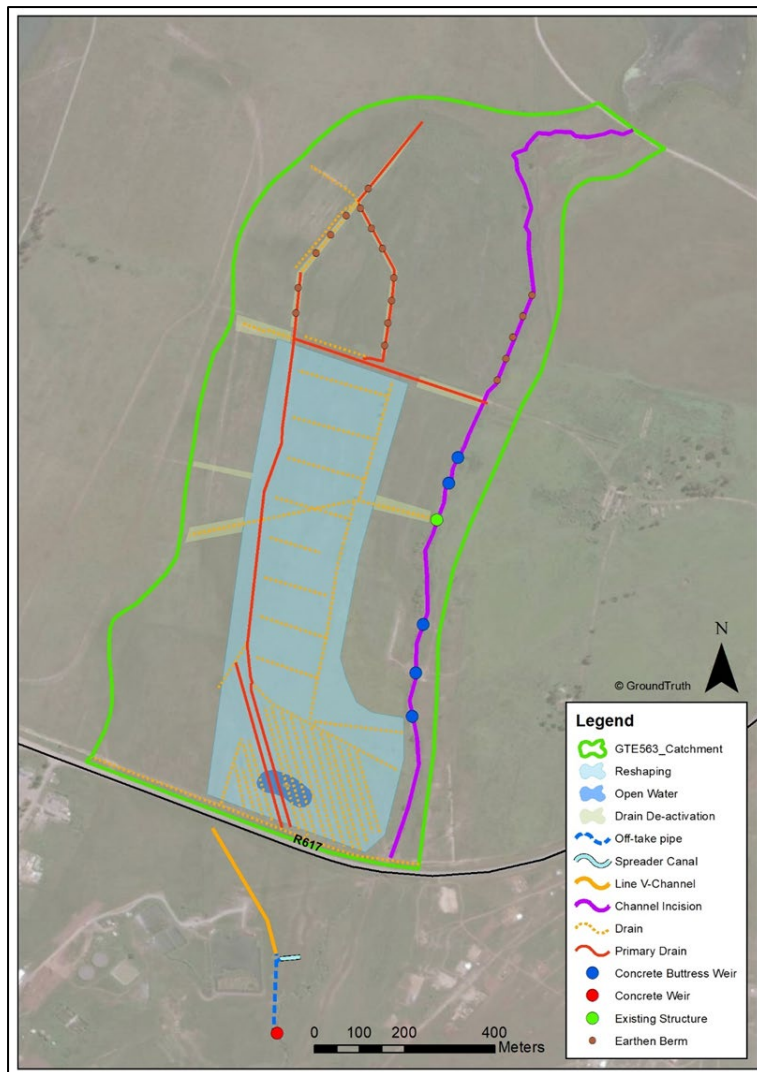 N
© GroundTruth
Legend
GTE563_Catchment
Reshaping
Open Water
Drain De-activation
Off-take pipe
Spreader Canal
Line V-Channel
Channel Incision
Drain
Primary Drain
Concrete Buttress Weir
Concrete Weir
Existing Structure
Earthen Berm
R617
0 100 200 400
Meters